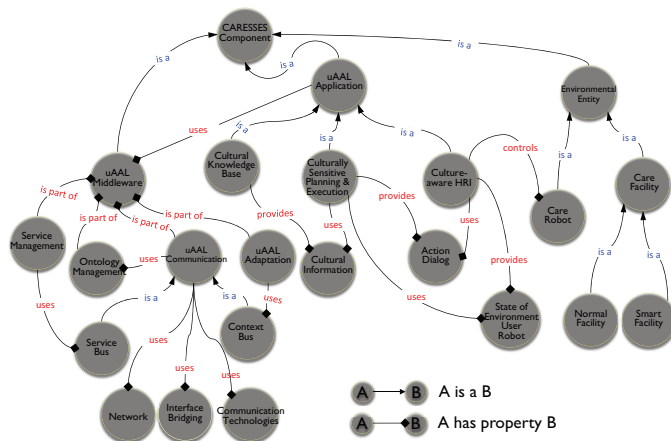 CARESSES
Component
is a
is a
is a
uAAL
Application
Environmental
Entity
uses
is a
is a
is a
is a
is a
controls
uAAL
Middleware
Cultural
Knowledge
Base
Culturally
Sensitive
Planning &
Execution
Culture-
aware HRI
Care
Robot
Care
Facility
is part of
is part of
is part of
is part of
provides
uses
provides
uses
Service
Management
Ontology
Management
uAAL
Communication
uAAL
Adaptation
Cultural
Information
Action
Dialog
uses
provides
uses
is a
is a
uses
uses
is a
is a
Service
Bus
Context
Bus
State of
Environment
User
Robot
Normal
Facility
Smart
Facility
uses
uses
uses
Network
Interface
Bridging
Communication
Technologies
A
B
A is a B
A
B
A has property B